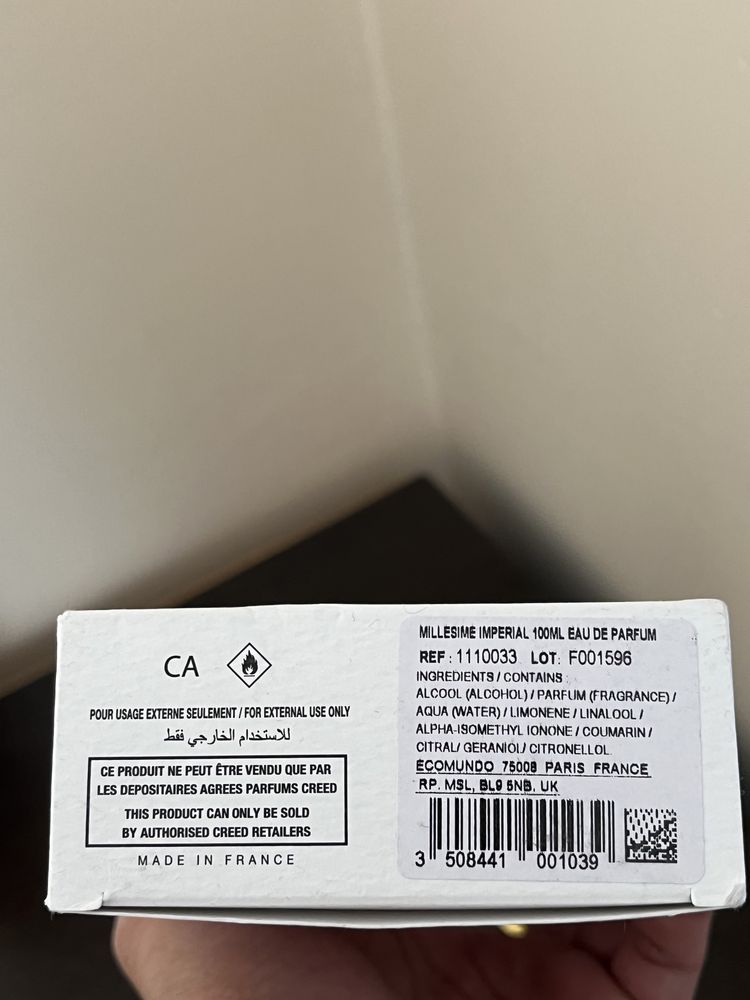 CA
POUR USAGE EXTERNE SEULEMENT / FOR EXTERNAL USE ONLY
للاستخدام الخارجي فقط
CE PRODUIT NE PEUT ÊTRE VENDU QUE PAR
LES DEPOSITAIRES AGREES PARFUMS CREED
THIS PRODUCT CAN ONLY BE SOLD
BY AUTHORISED CREED RETAILERS
MADE IN FRANCE
MILLESIME IMPERIAL 100ML EAU DE PARFUM
REF : 1110033 LOT: F001596
INGREDIENTS / CONTAINS :
ALCOOL (ALCOHOL) / PARFUM (FRAGRANCE) /
AQUA (WATER) / LIMONENE / LINALOOL /
ALPHA-ISOMETHYL IONONE / COUMARIN /
CITRAL/ GERANIOL/ CITRONELLOL
ECOMUNDO 75008 PARIS FRANCE
RP. MSL, BL9 5NB, UK
3 508441 001039